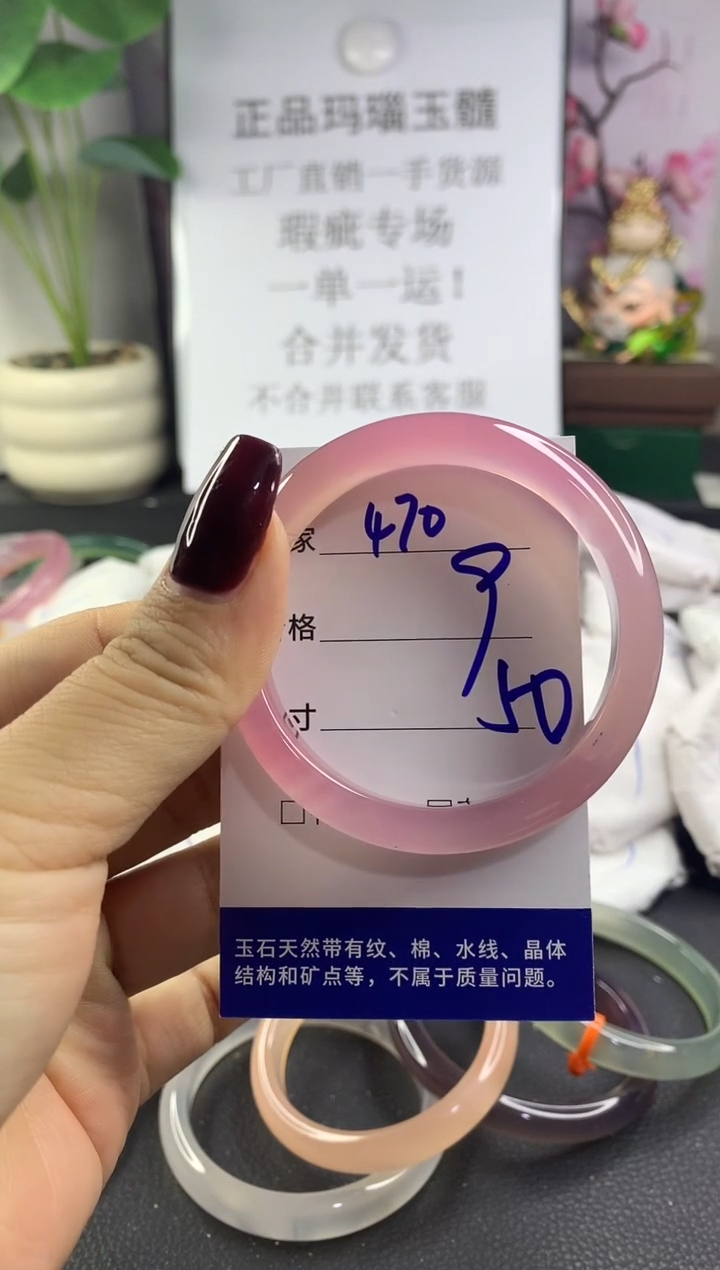 正品玛瑙玉髓
工厂直销一手货源
瑕疵专场
一单一运!
合并发货
不合并联系客服
家 470
格
寸 50
玉石天然带有纹、棉、水线、晶体
结构和矿点等，不属于质量问题。